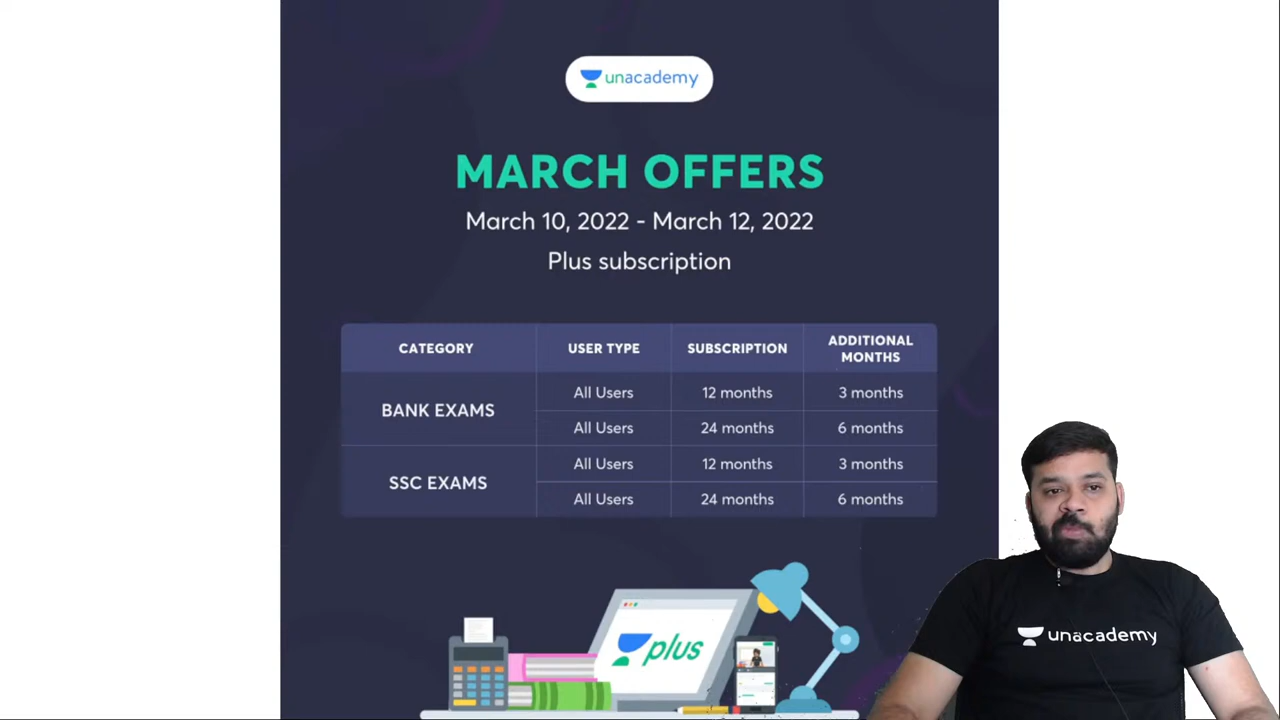 unacademy
MARCH OFFERS
March 10, 2022 - March 12, 2022
Plus subscription
CATEGORY USER TYPE SUBSCRIPTION ADDITIONAL MONTHS
BANK EXAMS
All Users 12 months 3 months
All Users 24 months 6 months
SSC EXAMS
All Users 12 months 3 months
All Users 24 months 6 months
plus
unacademy